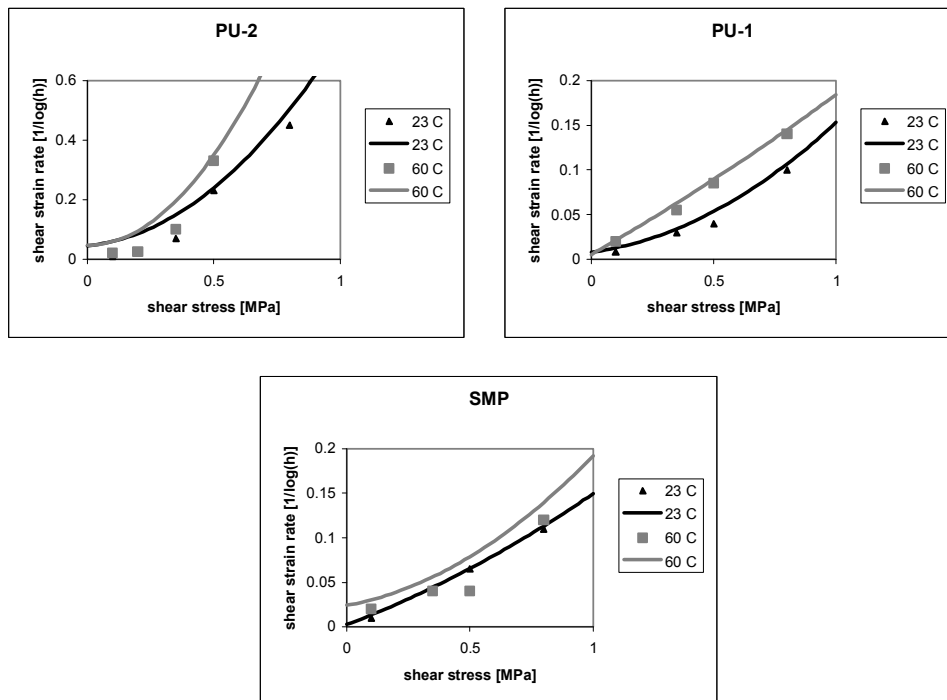 PU-2
shear strain rate [1/log(h)]
0.6
0.4
0.2
0
0
0.5
1
shear stress [MPa]
23 C
23 C
60 C
60 C
PU-1
shear strain rate [1/log(h)]
0.2
0.15
0.1
0.05
0
0
0.5
1
shear stress [MPa]
23 C
23 C
60 C
60 C
SMP
shear strain rate [1/log(h)]
0.2
0.15
0.1
0.05
0
0
0.5
1
shear stress [MPa]
23 C
23 C
60 C
60 C